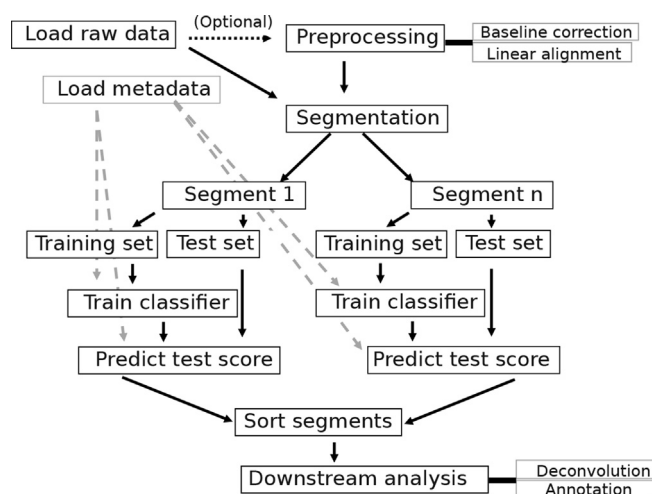 Load raw data
(Optional)
Preprocessing
Baseline correction
Linear alignment
Load metadata
Segmentation
Segment 1
Segment n
Training set
Test set
Training set
Test set
Train classifier
Train classifier
Predict test score
Predict test score
Sort segments
Downstream analysis
Deconvolution
Annotation